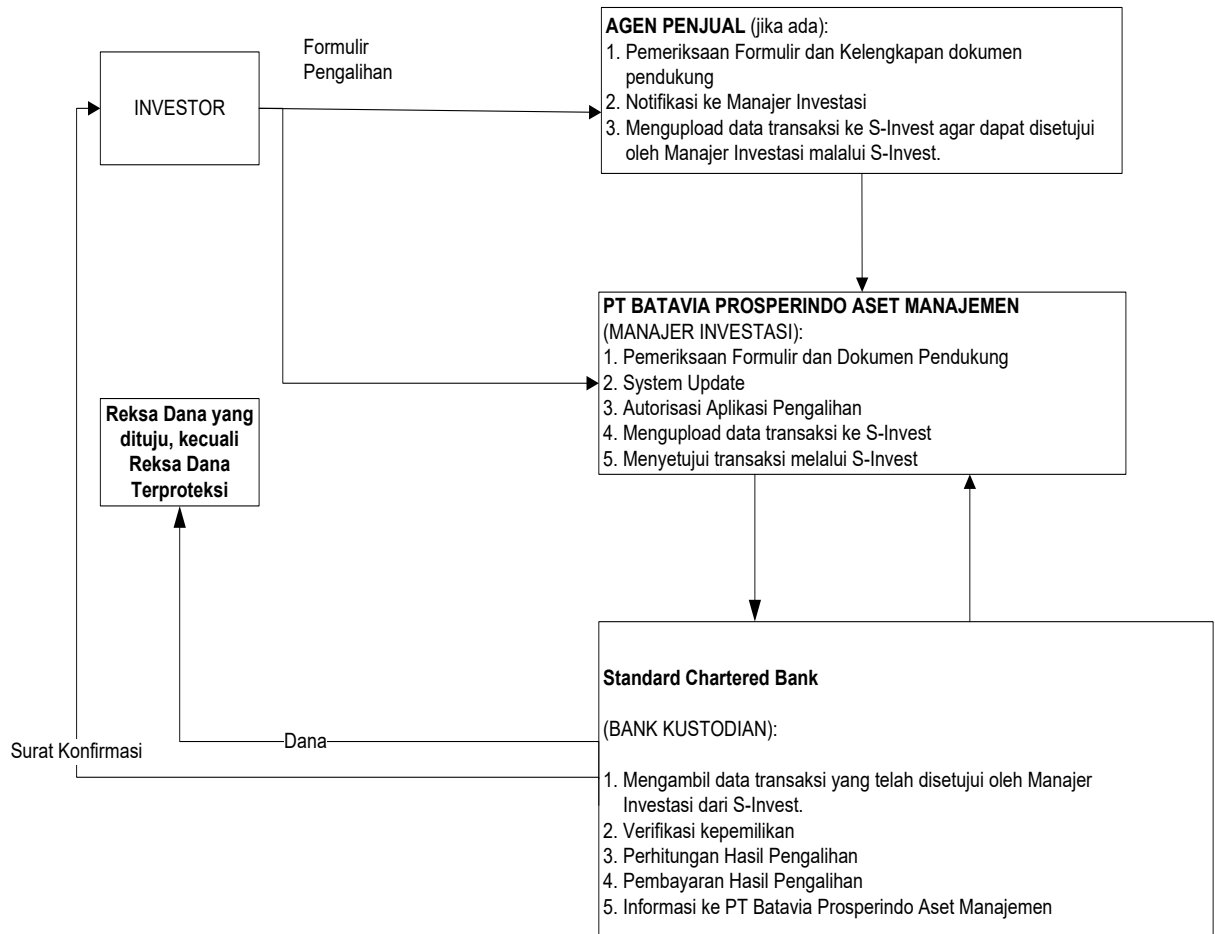 AGEN PENJUAL (jika ada):
1. Pemeriksaan Formulir dan Kelengkapan dokumen
pendukung
2. Notifikasi ke Manajer Investasi
3. Mengupload data transaksi ke S-Invest agar dapat disetujui
oleh Manajer Investasi malalui S-Invest.
Formulir
Pengalihan
INVESTOR
PT BATAVIA PROSPERINDO ASET MANAJEMEN
(MANAJER INVESTASI):
1. Pemeriksaan Formulir dan Dokumen Pendukung
2. System Update
3. Autorisasi Aplikasi Pengalihan
4. Mengupload data transaksi ke S-Invest
5. Menyetujui transaksi melalui S-Invest
Reksa Dana yang
dituju, kecuali
Reksa Dana
Terproteksi
Standard Chartered Bank
(BANK KUSTODIAN):
1. Mengambil data transaksi yang telah disetujui oleh Manajer
Investasi dari S-Invest.
2. Verifikasi kepemilikan
3. Perhitungan Hasil Pengalihan
4. Pembayaran Hasil Pengalihan
5. Informasi ke PT Batavia Prosperindo Aset Manajemen
Dana
Surat Konfirmasi